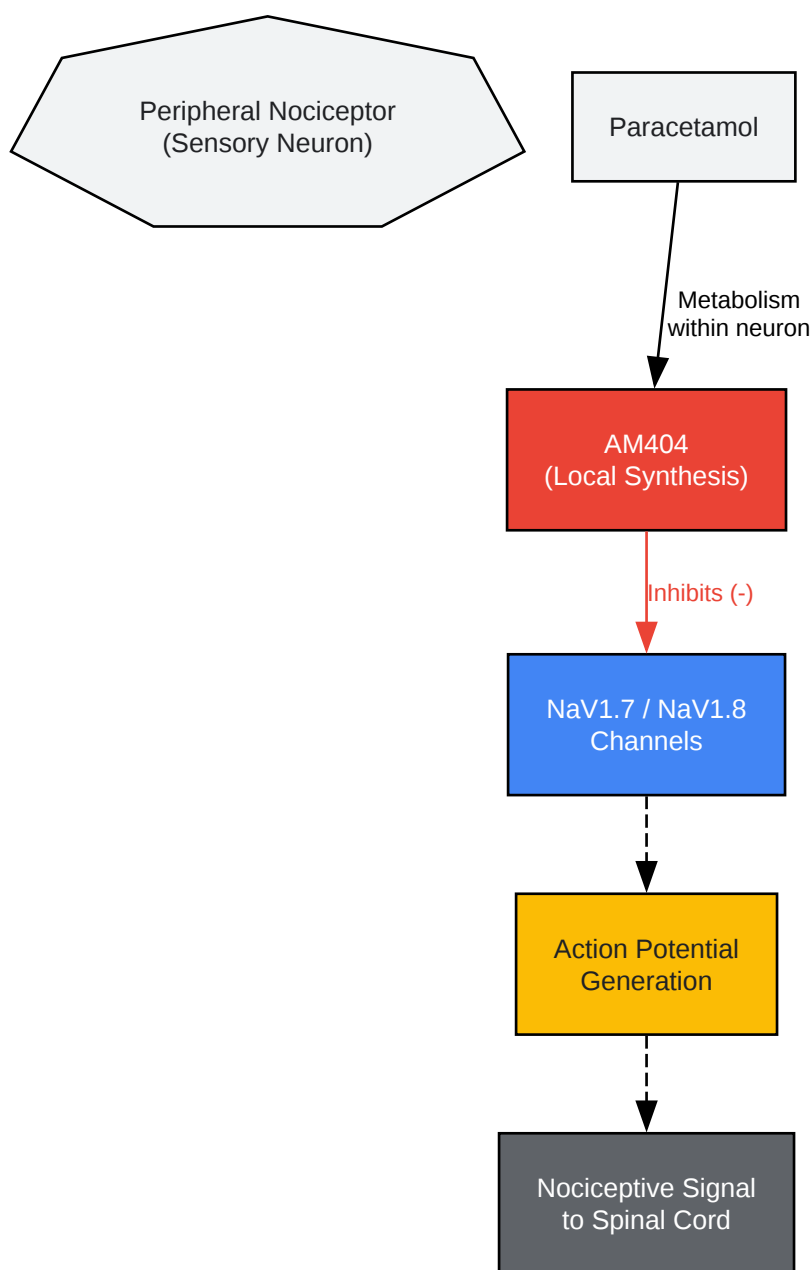 Peripheral Nociceptor
(Sensory Neuron)
Paracetamol
Metabolism
within neuron
AM404
(Local Synthesis)
Inhibits (-)
NaV1.7 / NaV1.8
Channels
Action Potential
Generation
Nociceptive Signal
to Spinal Cord